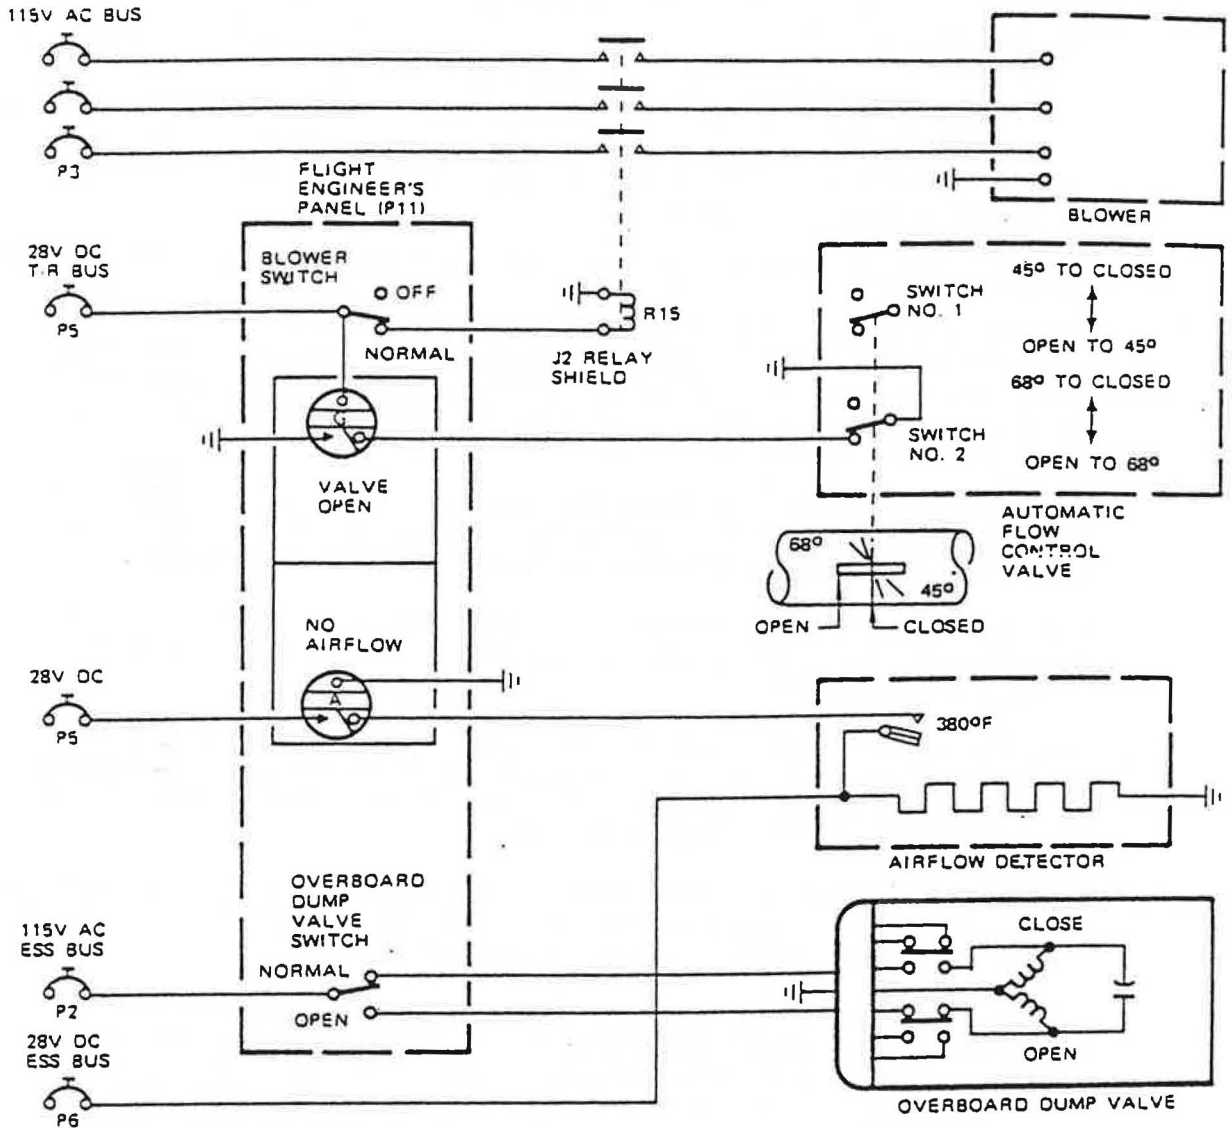 115V AC BUS
P3
FLIGHT
ENGINEER'S
PANEL (P11)
BLOWER
28V DC
T-R BUS
P5
BLOWER
SWITCH
OFF
NORMAL
R15
J2 RELAY
SHIELD
SWITCH
NO. 1
45° TO CLOSED
OPEN TO 45°
68° TO CLOSED
OPEN TO 68°
SWITCH
NO. 2
G
VALVE
OPEN
AUTOMATIC
FLOW
CONTROL
VALVE
68°
45°
OPEN
CLOSED
NO
AIRFLOW
28V DC
P5
A
380°F
AIRFLOW DETECTOR
OVERBOARD
DUMP
VALVE
SWITCH
115V AC
ESS BUS
P2
NORMAL
OPEN
CLOSE
OPEN
28V DC
ESS BUS
P6
OVERBOARD DUMP VALVE